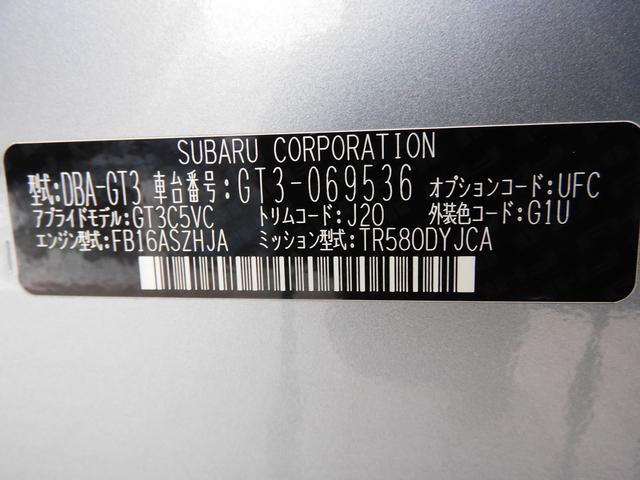 SUBARU CORPORATION
型式:DBA-GT3 車台番号:GT3-069536 オプションコード:UFC
アプライドモデル:GT3C5VC トリムコード:J20 外装色コード:G1U
エンジン型式:FB16ASZHJA ミッション型式:TR580DYJCA